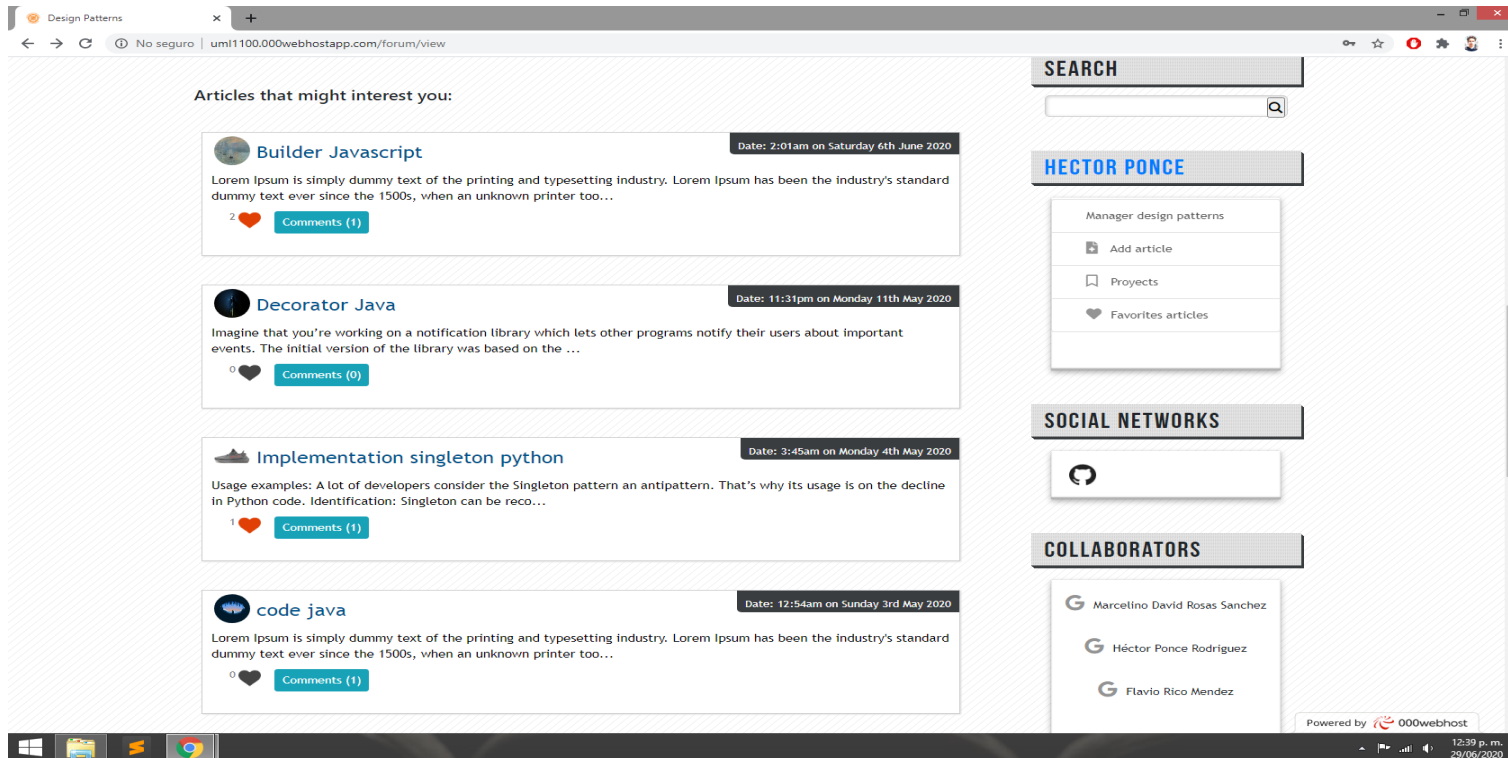 Design Patterns
No seguro
uml1100.000webhostapp.com/forum/view
Articles that might interest you:
Builder Javascript
Date: 2:01am on Saturday 6th June 2020
Lorem Ipsum is simply dummy text of the printing and typesetting industry. Lorem Ipsum has been the industry's standard
dummy text ever since the 1500s, when an unknown printer too...
2
Comments (1)
Decorator Java
Date: 11:31pm on Monday 11th May 2020
Imagine that you’re working on a notification library which lets other programs notify their users about important
events. The initial version of the library was based on the ...
0
Comments (0)
Implementation singleton python
Date: 3:45am on Monday 4th May 2020
Usage examples: A lot of developers consider the Singleton pattern an antipattern. That’s why its usage is on the decline
in Python code. Identification: Singleton can be reco...
1
Comments (1)
code java
Date: 12:54am on Sunday 3rd May 2020
Lorem Ipsum is simply dummy text of the printing and typesetting industry. Lorem Ipsum has been the industry's standard
dummy text ever since the 1500s, when an unknown printer too...
0
Comments (1)
SEARCH
HECTOR PONCE
Manager design patterns
Add article
Proyects
Favorites articles
SOCIAL NETWORKS
COLLABORATORS
Marcelino David Rosas Sanchez
Héctor Ponce Rodriguez
Flavio Rico Mendez
Powered by 000webhost
12:39 p. m.
29/06/2020